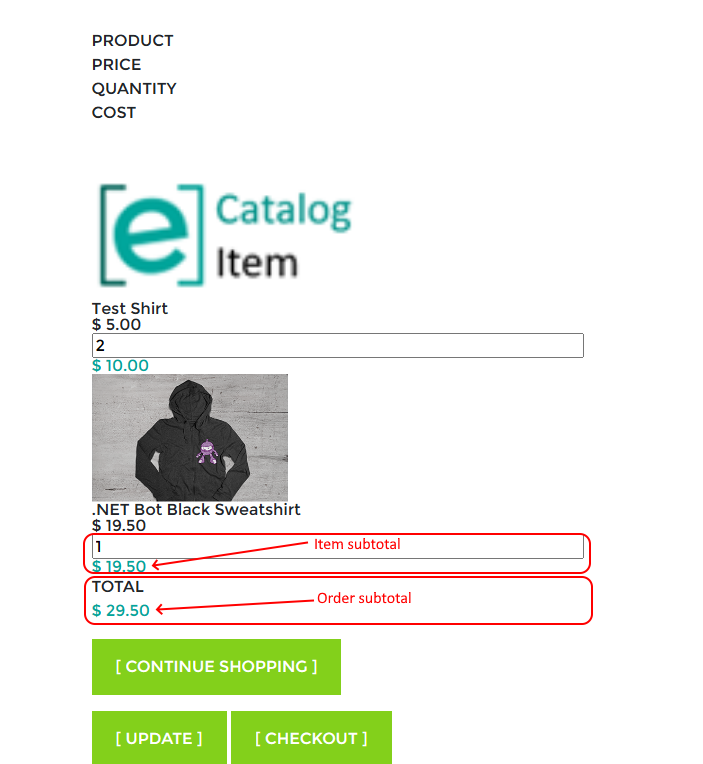 PRODUCT
PRICE
QUANTITY
COST
[e] Catalog
Item
Test Shirt
$ 5.00
2
$ 10.00
.NET Bot Black Sweatshirt
$ 19.50
1
Item subtotal
$ 19.50
TOTAL
Order subtotal
$ 29.50
[ CONTINUE SHOPPING ]
[ UPDATE ] [ CHECKOUT ]